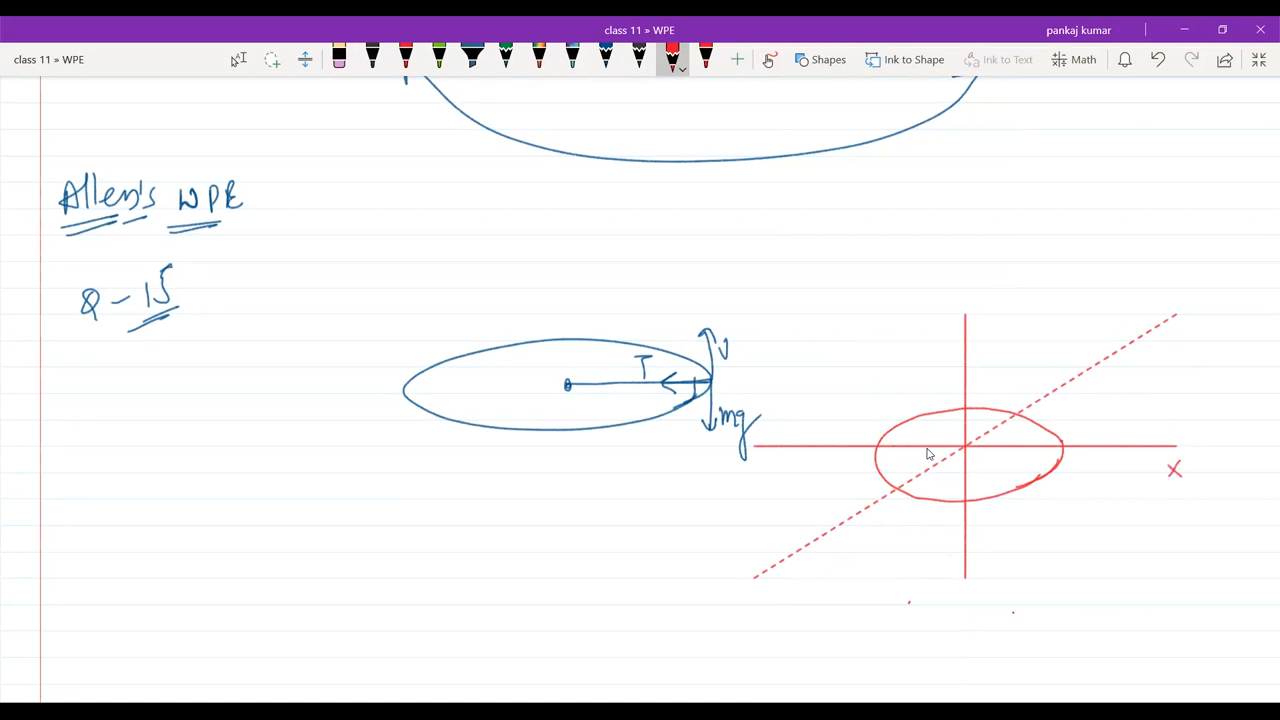 class 11 » WPE
pankaj kumar
class 11 » WPE
Shapes
Ink to Shape
Ink to Text
Math
Allen's WPE
Q - 15
T
mg
X